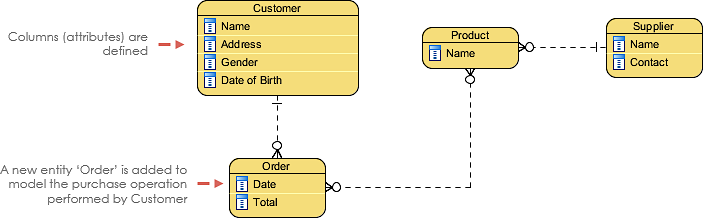 Columns (attributes) are
defined
Customer
Name
Address
Gender
Date of Birth
Product
Name
Supplier
Name
Contact
A new entity ‘Order’ is added to
model the purchase operation
performed by Customer
Order
Date
Total